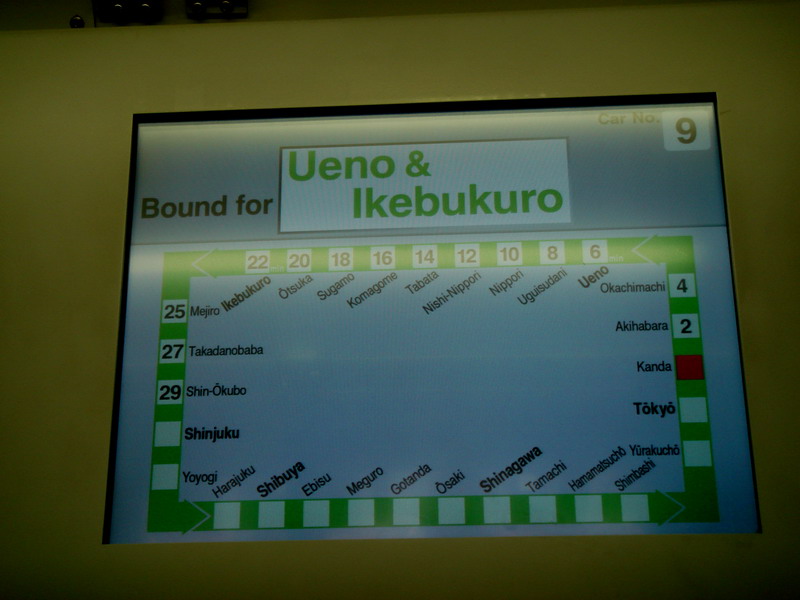 Car No. 9
Bound for
Ueno &
Ikebukuro
22 20 18 16 14 12 10 8 6
Ikebukuro Ōtsuka Sugamo Komagome Tabata Nishi-Nippori Nippori Uguisudani Ueno
Okachimachi 4
25 Mejiro
Akihabara 2
27 Takadanobaba
Kanda
29 Shin-Ōkubo
Tōkyō
Shinjuku
Yūrakuchō
Yoyogi
Harajuku Shibuya Ebisu Meguro Gotanda Ōsaki Shinagawa Tamachi Hamamatsuchō Shimbashi